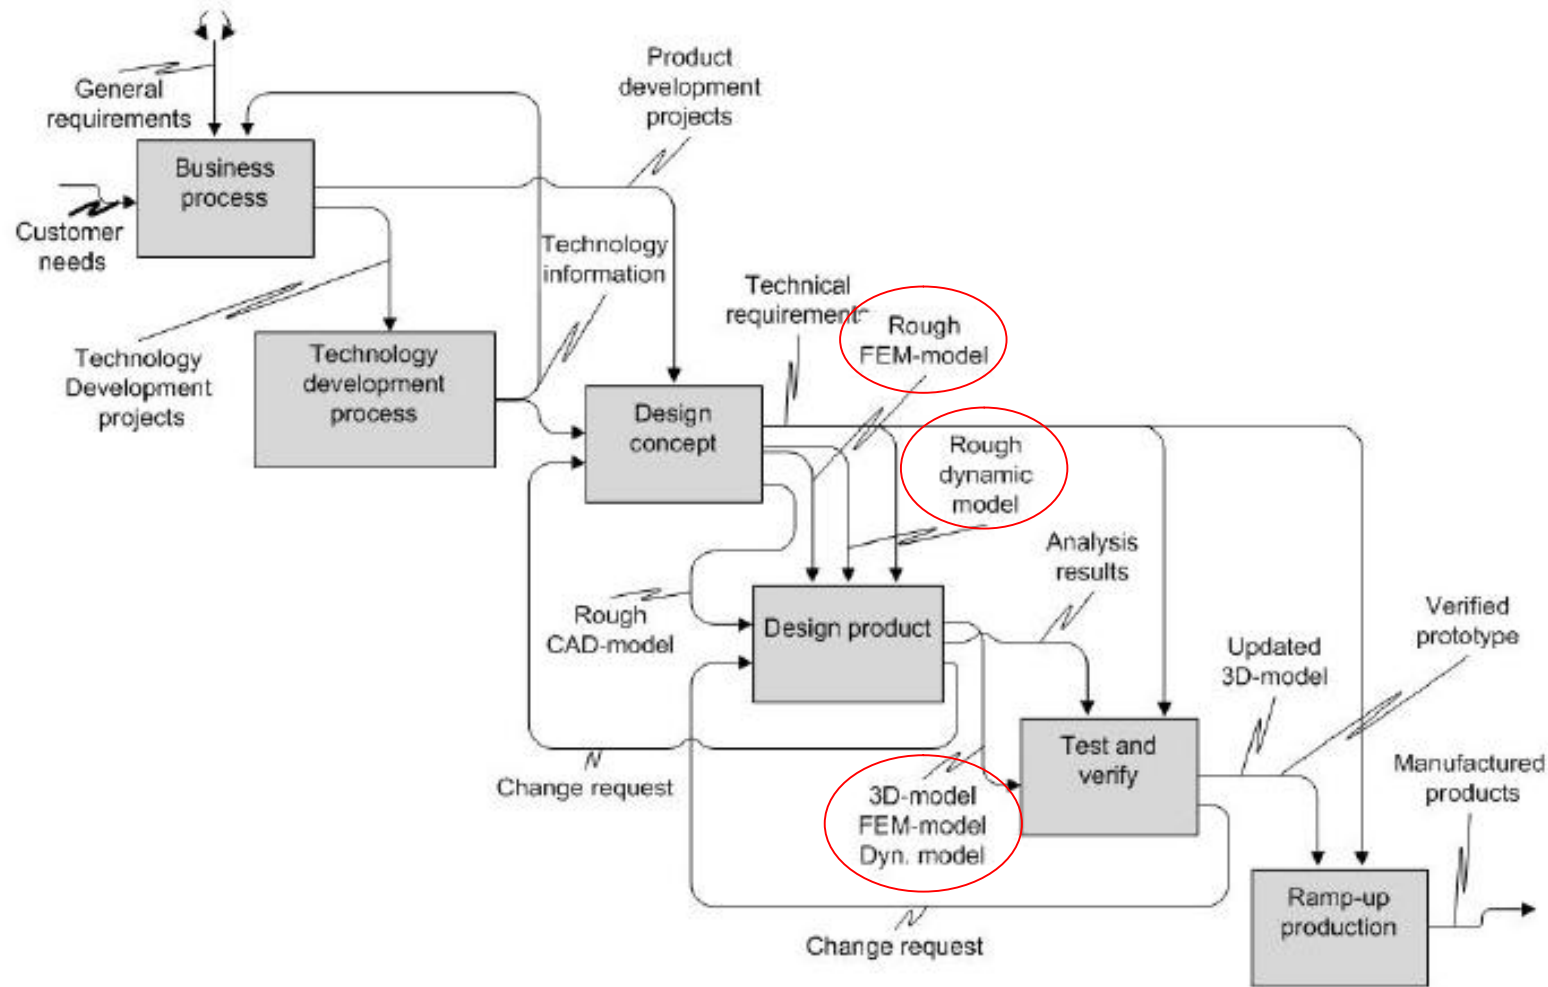 General
requirements
Product
development
projects
Business
process
Customer
needs
Technology
information
Technology
Development
projects
Technology
development
process
Technical
requirement
Rough
FEM-model
Design
concept
Rough
dynamic
model
Analysis
results
Rough
CAD-model
Design product
Verified
prototype
Updated
3D-model
Change request
Test and
verify
3D-model
FEM-model
Dyn. model
Manufactured
products
Ramp-up
production
Change request